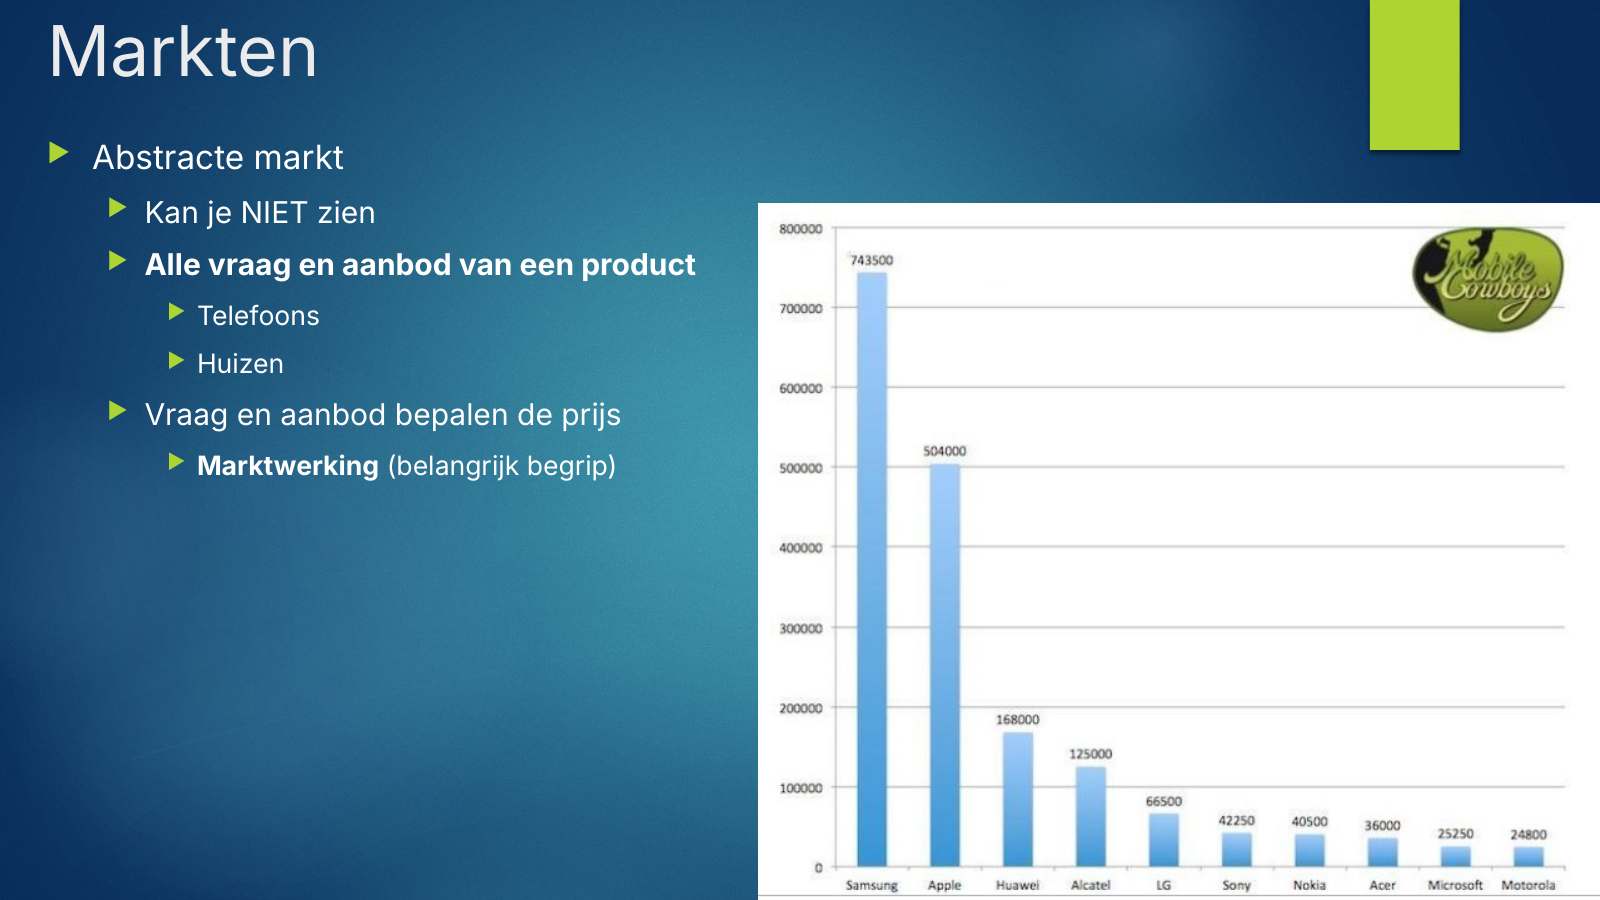 Markten
Abstracte markt
Kan je NIET zien
Alle vraag en aanbod van een product
Telefoons
Huizen
Vraag en aanbod bepalen de prijs
Marktwerking (belangrijk begrip)
Mobile
Cowboys
800000
700000
600000
500000
400000
300000
200000
100000
0
743500
504000
168000
125000
66500
42250
40500
36000
25250
24800
Samsung Apple Huawei Alcatel LG Sony Nokia Acer Microsoft Motorola